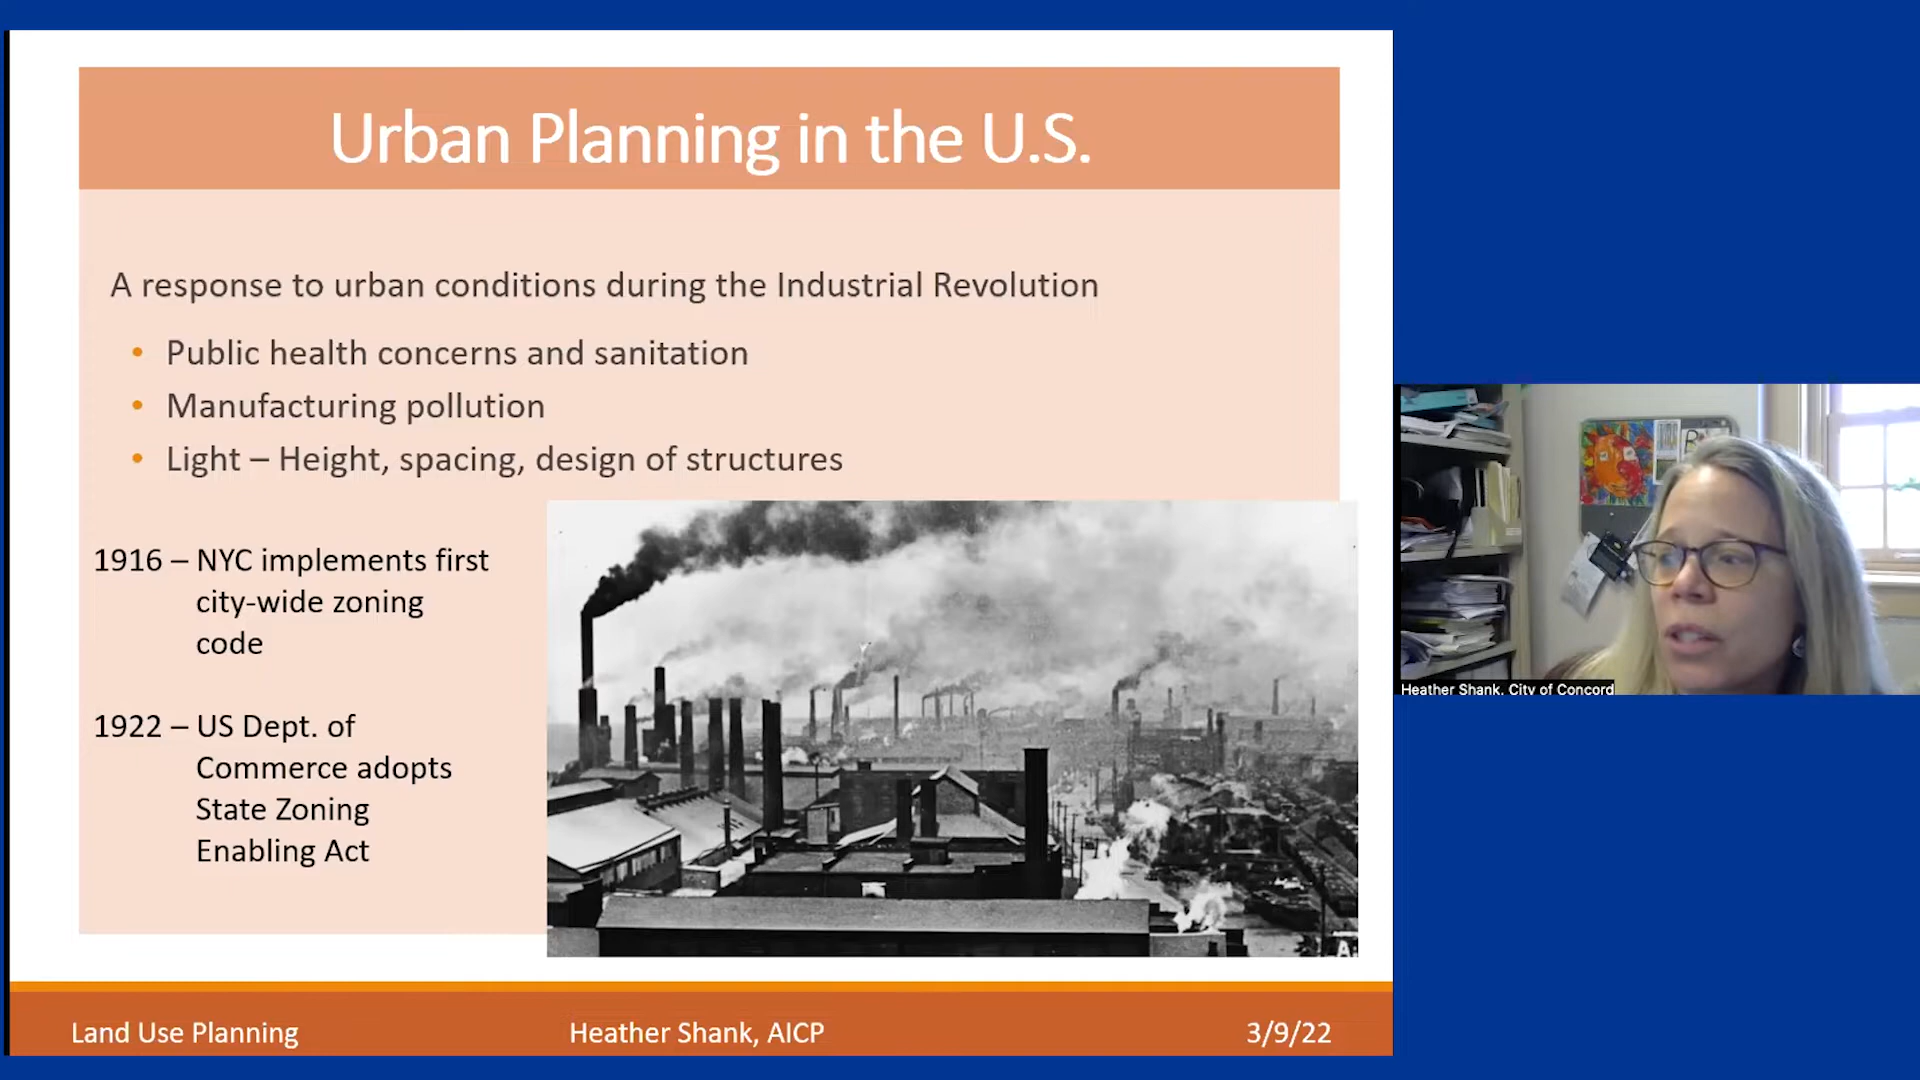 Urban Planning in the U.S.
A response to urban conditions during the Industrial Revolution
• Public health concerns and sanitation
• Manufacturing pollution
• Light – Height, spacing, design of structures
1916 – NYC implements first
city-wide zoning
code
1922 – US Dept. of
Commerce adopts
State Zoning
Enabling Act
Land Use Planning
Heather Shank, AICP
3/9/22
Heather Shank, City of Concord